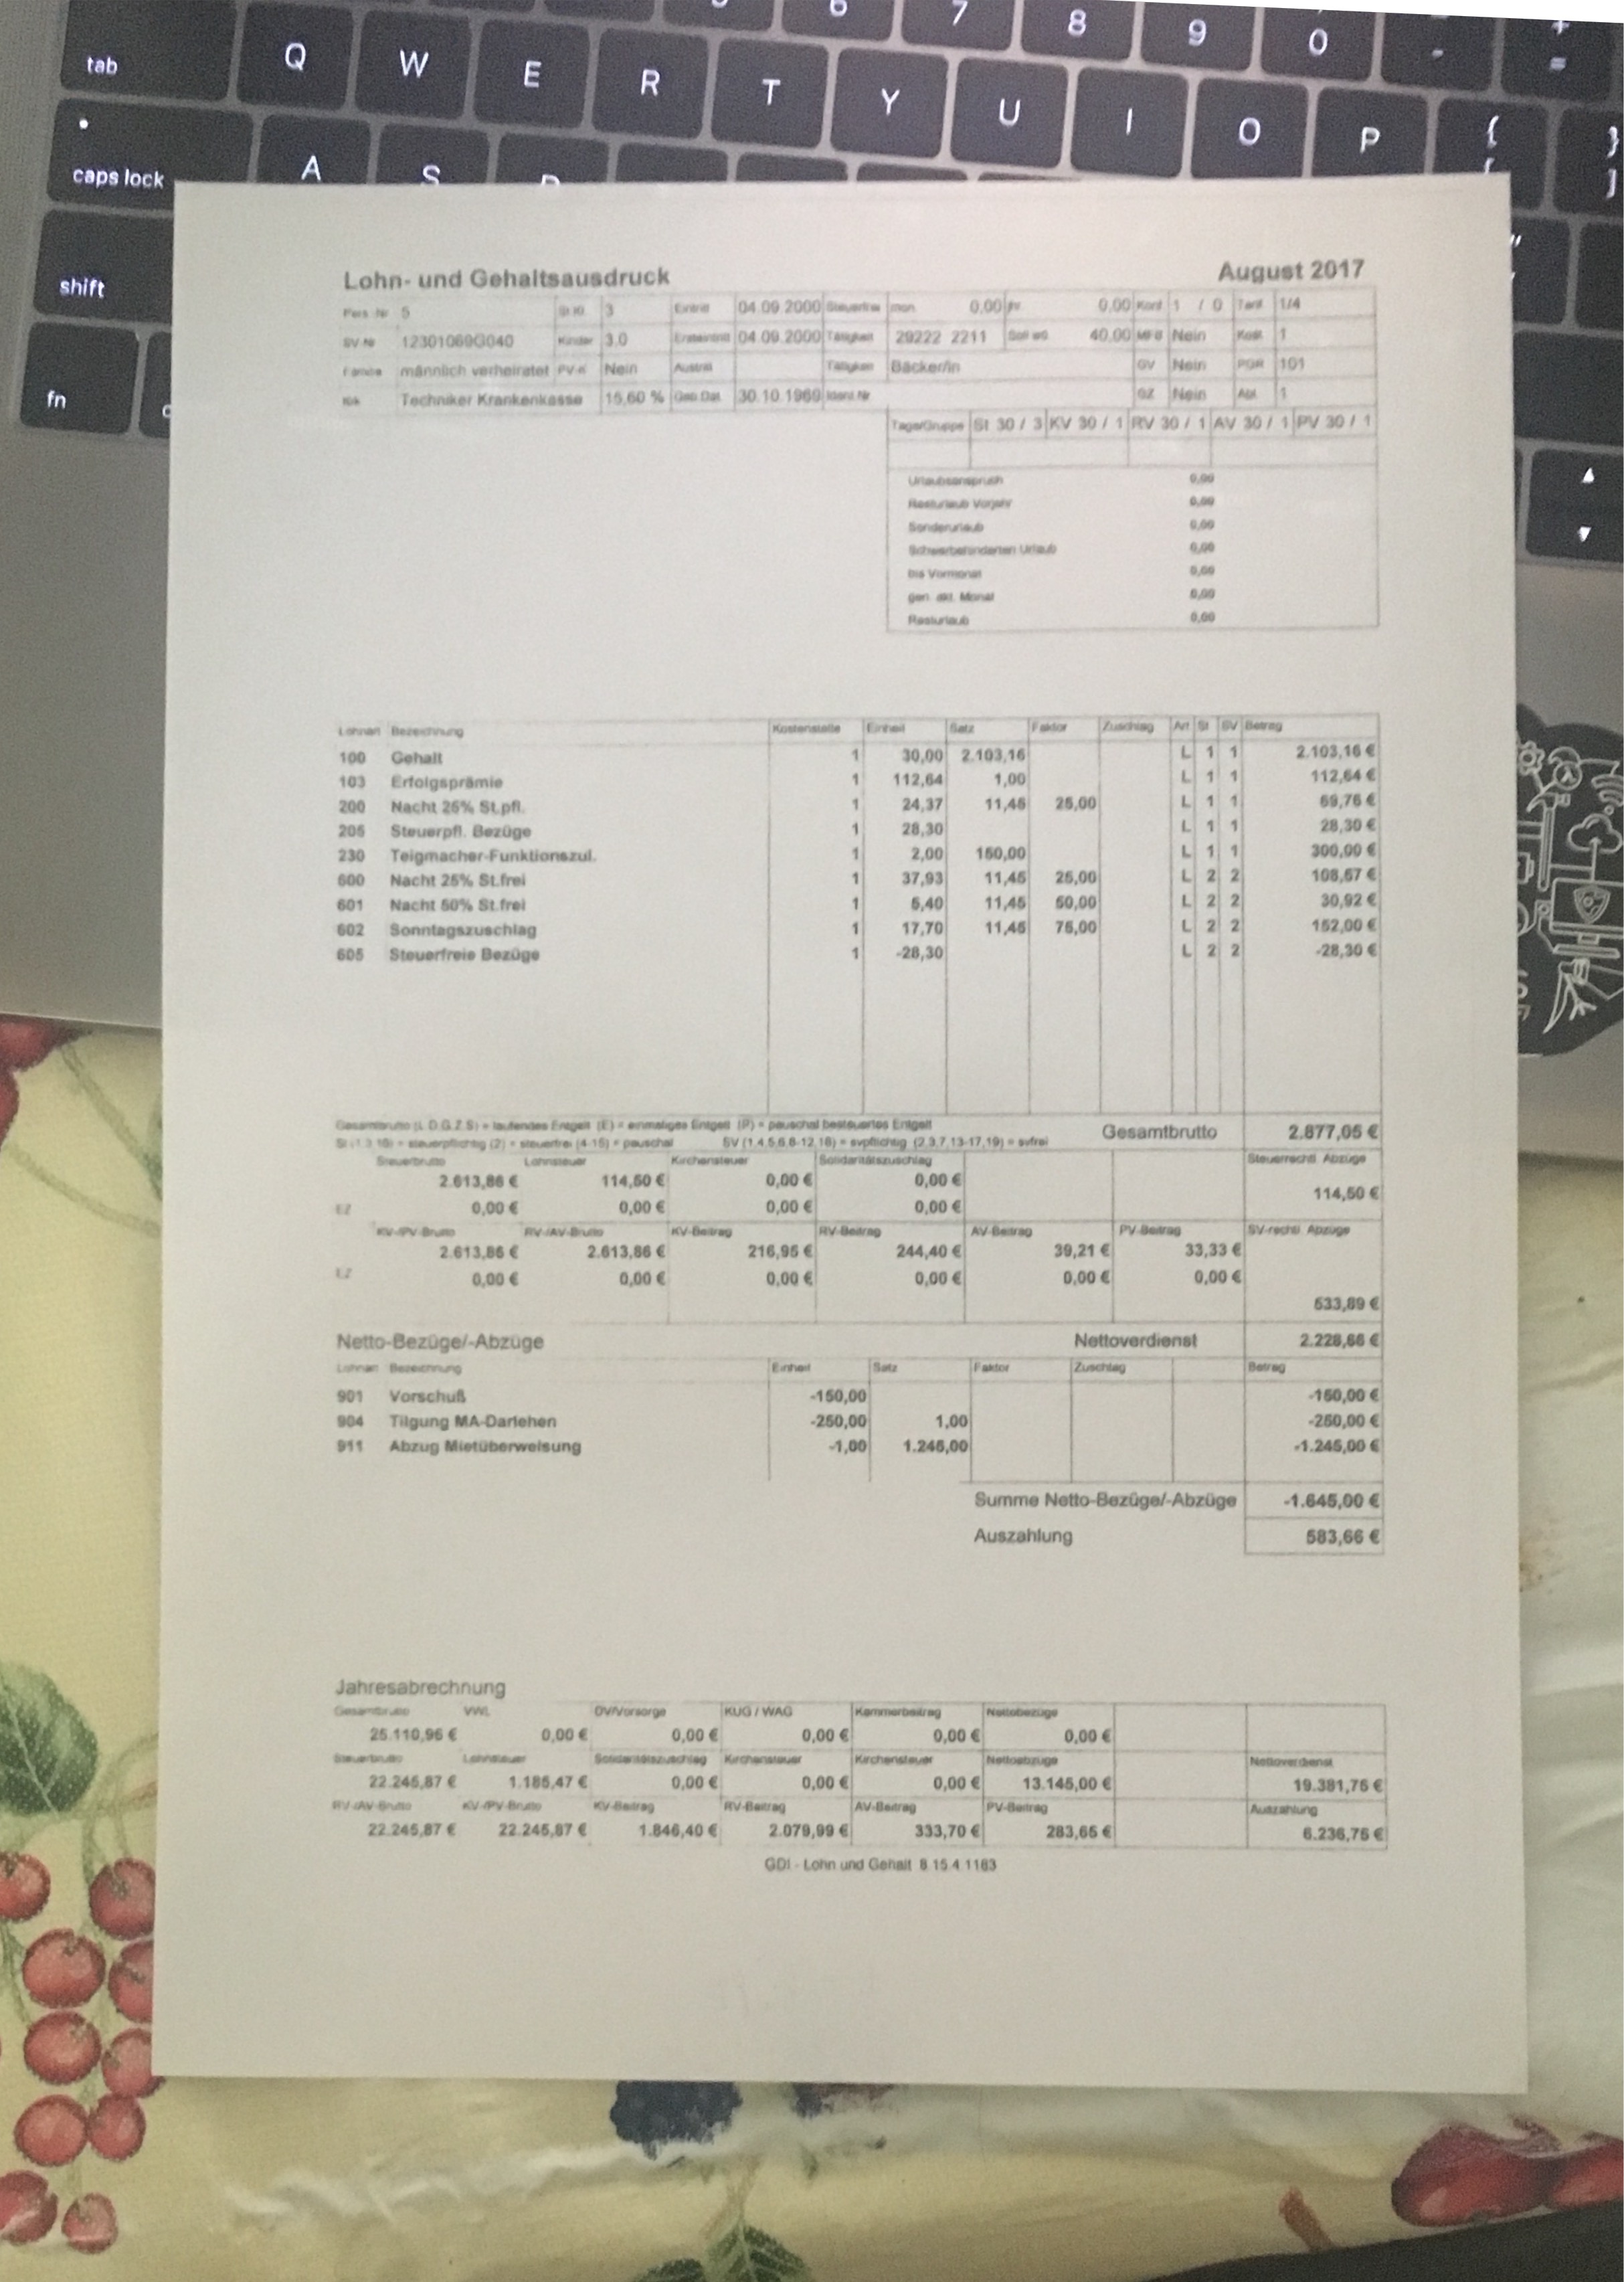 6 7 8 9 0 - + =
tab Q W E R T Y U I O P { [ } ]
caps lock A S D
shift
fn
Lohn- und Gehaltsausdruck August 2017
Pers.Nr 5 St.Kl. 3 Eintritt 04.09.2000 Steuerfrei mon. 0,00 jhr. 0,00 Konf. 1 / 0 Tarif 1/4
SV-Nr Kinder 3.0 Ersteintritt 04.09.2000 Tätigkeit 29222 2211 40,00 Nein 1
männlich verheiratet Nein Austritt Tätigkeit Bäcker/in GV Nein PGR 101
Techniker Krankenkasse 15,60 % Geb.Dat. 30.10.1969 Ident.Nr GZ Nein Abt. 1
Tage/Gruppe St 30 / 3 KV 30 / 1 RV 30 / 1 AV 30 / 1 PV 30 / 1
Urlaubsanspruch 0,00
Resturlaub Vorjahr 0,00
Sonderurlaub 0,00
Schwerbehinderten Urlaub 0,00
bis Vormonat 0,00
gen. akt. Monat 0,00
Resturlaub 0,00
Lohnart Bezeichnung Kostenstelle Einheit Satz Faktor Zuschlag Art St SV Betrag
100 Gehalt 1 30,00 2.103,16 L 1 1 2.103,16 €
103 Erfolgsprämie 1 112,64 1,00 L 1 1 112,64 €
200 Nacht 25% St.pfl. 1 24,37 11,45 25,00 L 1 1 69,76 €
205 Steuerpfl. Bezüge 1 28,30 L 1 1 28,30 €
230 Teigmacher-Funktionszul. 1 2,00 150,00 L 1 1 300,00 €
600 Nacht 25% St.frei 1 37,93 11,45 25,00 L 2 2 108,57 €
601 Nacht 50% St.frei 1 5,40 11,45 50,00 L 2 2 30,92 €
602 Sonntagszuschlag 1 17,70 11,45 75,00 L 2 2 152,00 €
605 Steuerfreie Bezüge 1 -28,30 L 2 2 -28,30 €
Gesamtbrutto (L.D.G.Z.S) = laufendes Entgelt (E) = einmaliges Entgelt (P) = pauschal besteuertes Entgelt
St (1.3.16) = steuerpflichtig (2) = steuerfrei (4-15) = pauschal SV (1.4,5,6,8-12,18) = svpflichtig (2,3,7,13-17,19) = svfrei Gesamtbrutto 2.877,05 €
Steuerbrutto Lohnsteuer Kirchensteuer Solidaritätszuschlag Steuerrechtl. Abzüge
2.613,86 € 114,50 € 0,00 € 0,00 € 114,50 €
EZ 0,00 € 0,00 € 0,00 € 0,00 €
KV-/PV-Brutto RV-/AV-Brutto KV-Beitrag RV-Beitrag AV-Beitrag PV-Beitrag SV-rechtl. Abzüge
2.613,86 € 2.613,86 € 216,95 € 244,40 € 39,21 € 33,33 €
EZ 0,00 € 0,00 € 0,00 € 0,00 € 0,00 € 0,00 €
533,89 €
Netto-Bezüge/-Abzüge Nettoverdienst 2.228,66 €
Lohnart Bezeichnung Einheit Satz Faktor Zuschlag Betrag
901 Vorschuß -150,00 -150,00 €
904 Tilgung MA-Darlehen -250,00 1,00 -250,00 €
911 Abzug Mietüberweisung -1,00 1.245,00 -1.245,00 €
Summe Netto-Bezüge/-Abzüge -1.645,00 €
Auszahlung 583,66 €
Jahresabrechnung
Gesamtbrutto VWL DV/Vorsorge KUG / WAG Kammerbeitrag Nettobezüge
25.110,96 € 0,00 € 0,00 € 0,00 € 0,00 € 0,00 €
Steuerbrutto Lohnsteuer Solidaritätszuschlag Kirchensteuer Kirchensteuer Nettoabzüge Nettoverdienst
22.245,87 € 1.185,47 € 0,00 € 0,00 € 0,00 € 13.145,00 € 19.381,75 €
RV-/AV-Brutto KV-/PV-Brutto KV-Beitrag RV-Beitrag AV-Beitrag PV-Beitrag Auszahlung
22.245,87 € 22.245,87 € 1.846,40 € 2.079,99 € 333,70 € 283,65 € 6.236,75 €
GDI - Lohn und Gehalt 8.15.4.1183